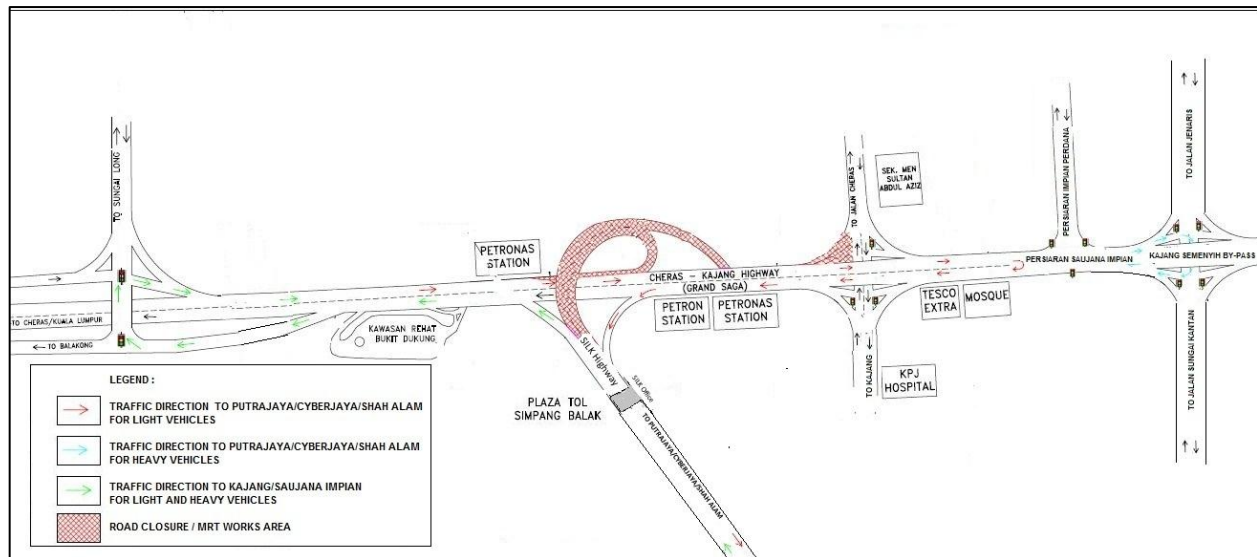 TO SUNGAI LONG
PETRONAS
STATION
CHERAS - KAJANG HIGHWAY
(GRAND SAGA)
TO JALAN CHERAS
SEK. MEN
SULTAN
ABDUL AZIZ
PERSIARAN IMPIAN PERDANA
TO JALAN JENARIS
PERSIARAN SAUJANA IMPIAN
KAJANG SEMENYIH BY-PASS
TO CHERAS/KUALA LUMPUR
TO BALAKONG
KAWASAN REHAT
BUKIT DUKUNG
PETRON
STATION
PETRONAS
STATION
TESCO
EXTRA
MOSQUE
TO KAJANG
KPJ
HOSPITAL
TO JALAN SUNGAI KANTAN
SILK Highway
SILK Office
PLAZA TOL
SIMPANG BALAK
TO PUTRAJAYA/CYBERJAYA/SHAH ALAM
LEGEND :
TRAFFIC DIRECTION TO PUTRAJAYA/CYBERJAYA/SHAH ALAM
FOR LIGHT VEHICLES
TRAFFIC DIRECTION TO PUTRAJAYA/CYBERJAYA/SHAH ALAM
FOR HEAVY VEHICLES
TRAFFIC DIRECTION TO KAJANG/SAUJANA IMPIAN
FOR LIGHT AND HEAVY VEHICLES
ROAD CLOSURE / MRT WORKS AREA